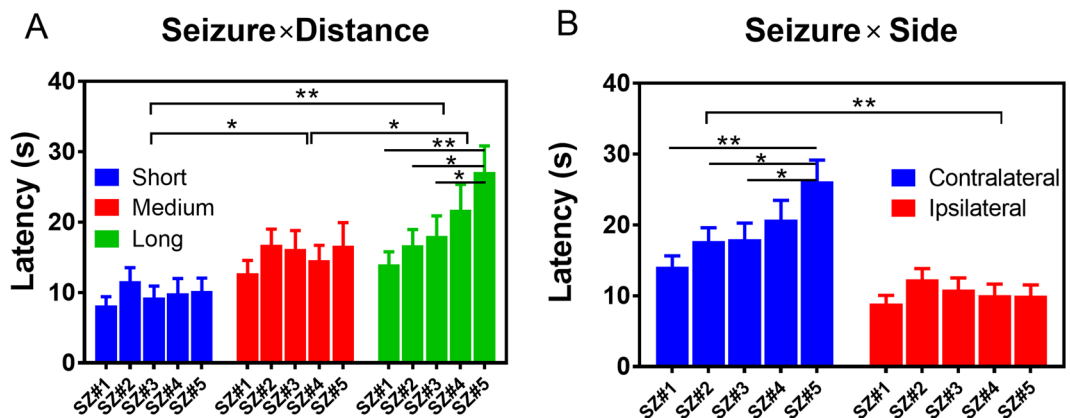 A
Seizure×Distance
Latency (s)
40
30
20
10
0
**
*
*
**
*
*
Short
Medium
Long
SZ#1
SZ#2
SZ#3
SZ#4
SZ#5
SZ#1
SZ#2
SZ#3
SZ#4
SZ#5
SZ#1
SZ#2
SZ#3
SZ#4
SZ#5
B
Seizure × Side
Latency (s)
40
30
20
10
0
**
**
*
*
Contralateral
Ipsilateral
SZ#1
SZ#2
SZ#3
SZ#4
SZ#5
SZ#1
SZ#2
SZ#3
SZ#4
SZ#5